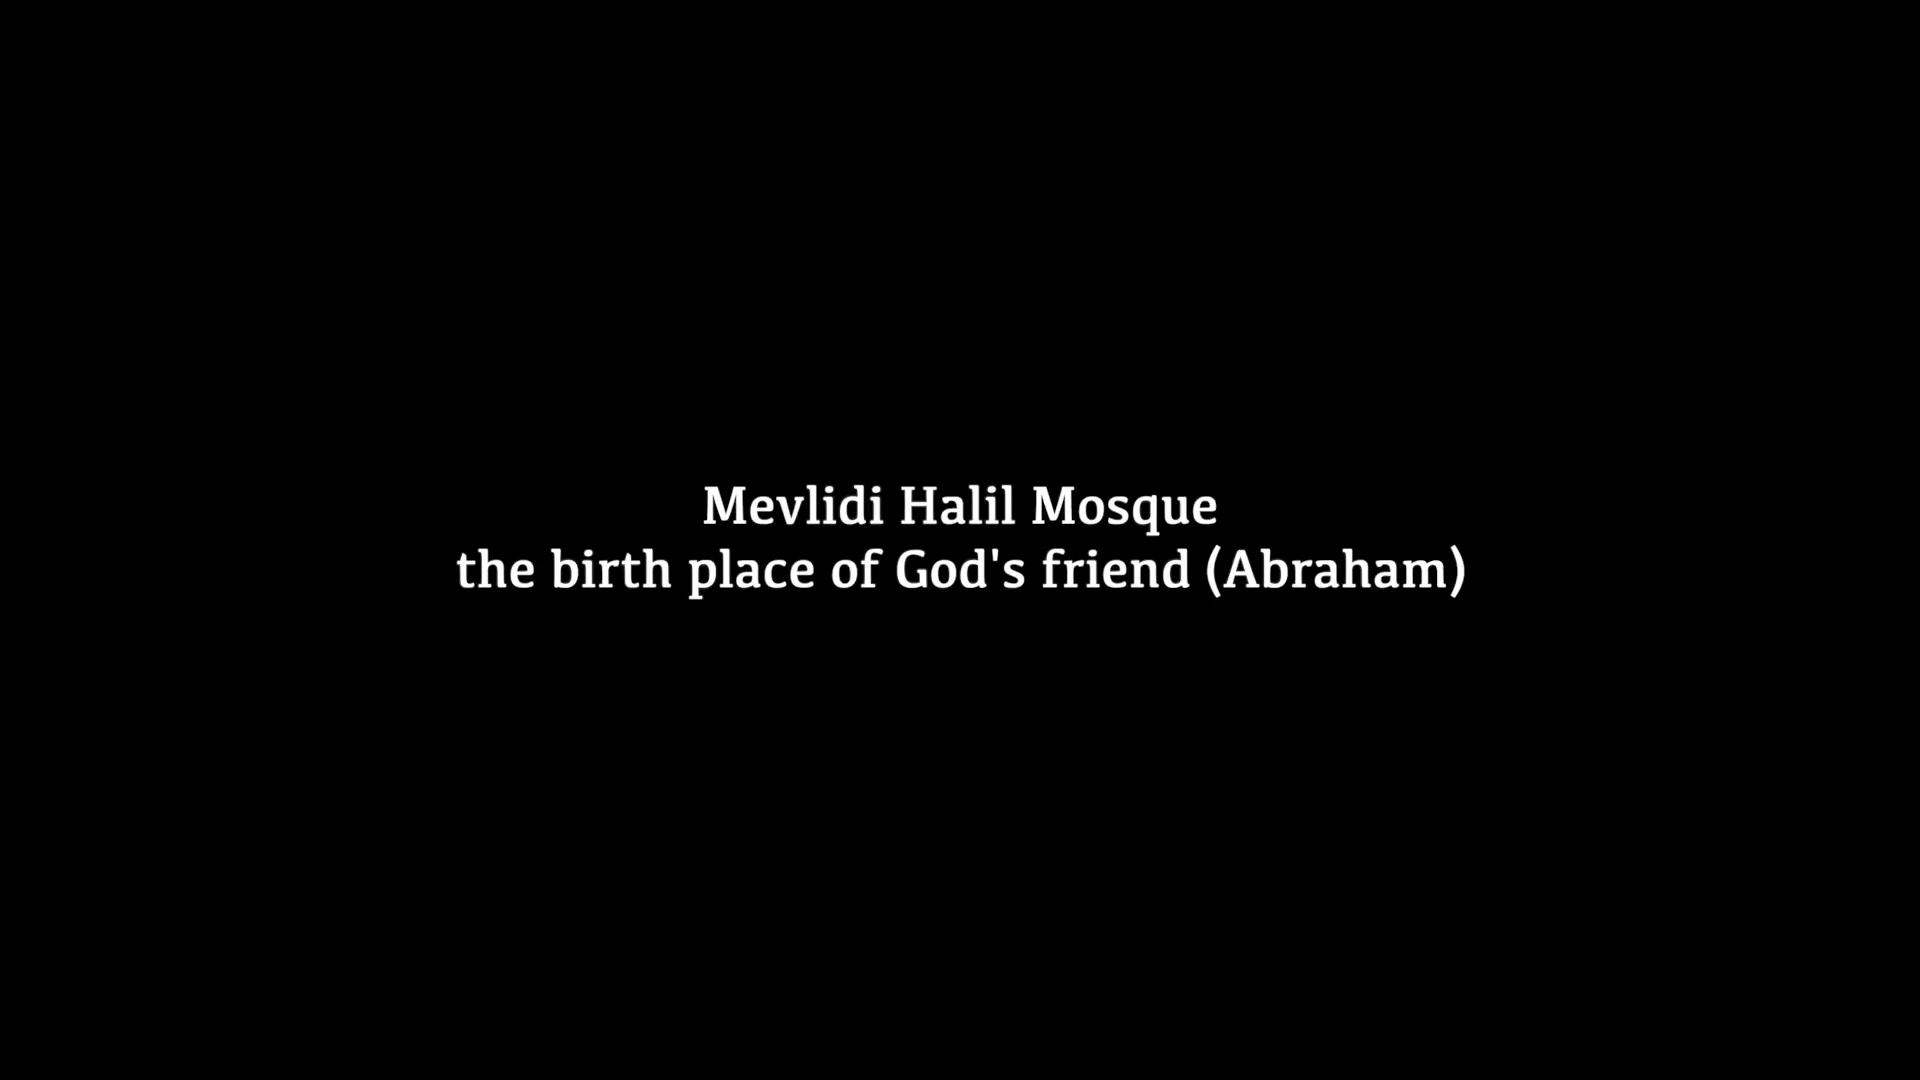 Mevlidi Halil Mosque
the birth place of God's friend (Abraham)